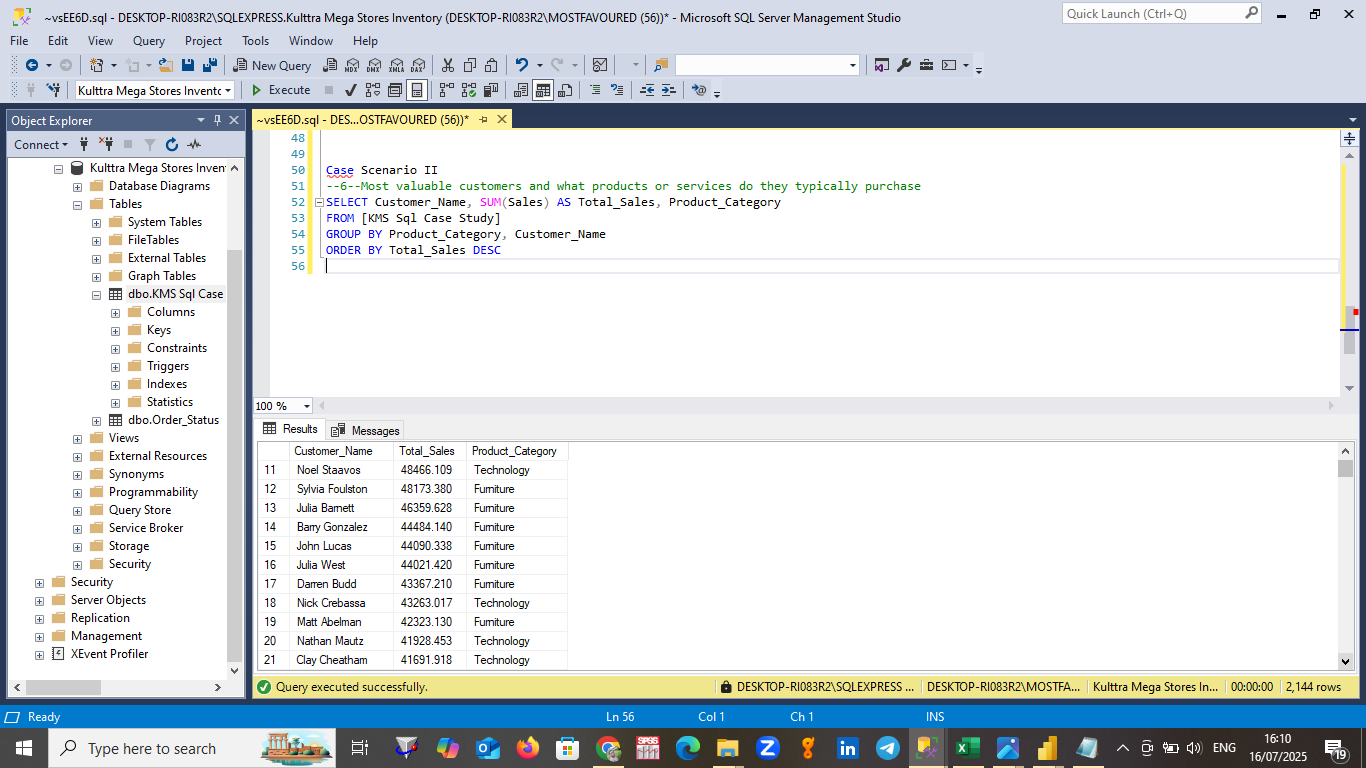 ~vsEE6D.sql - DESKTOP-RI083R2\SQLEXPRESS.Kulttra Mega Stores Inventory (DESKTOP-RI083R2\MOSTFAVOURED (56))* - Microsoft SQL Server Management Studio
Quick Launch (Ctrl+Q)
File Edit View Query Project Tools Window Help
New Query MDX DMX XMLA DAX
Kulttra Mega Stores Invento Execute
Object Explorer
Connect
Kulttra Mega Stores Inven
Database Diagrams
Tables
System Tables
FileTables
External Tables
Graph Tables
dbo.KMS Sql Case
Columns
Keys
Constraints
Triggers
Indexes
Statistics
dbo.Order_Status
Views
External Resources
Synonyms
Programmability
Query Store
Service Broker
Storage
Security
Security
Server Objects
Replication
Management
XEvent Profiler
~vsEE6D.sql - DES...OSTFAVOURED (56))*
48
49
50 Case Scenario II
51 --6--Most valuable customers and what products or services do they typically purchase
52 SELECT Customer_Name, SUM(Sales) AS Total_Sales, Product_Category
53 FROM [KMS Sql Case Study]
54 GROUP BY Product_Category, Customer_Name
55 ORDER BY Total_Sales DESC
56
100 %
Results Messages
Customer_Name Total_Sales Product_Category
11 Noel Staavos 48466.109 Technology
12 Sylvia Foulston 48173.380 Furniture
13 Julia Barnett 46359.628 Furniture
14 Barry Gonzalez 44484.140 Furniture
15 John Lucas 44090.338 Furniture
16 Julia West 44021.420 Furniture
17 Darren Budd 43367.210 Furniture
18 Nick Crebassa 43263.017 Technology
19 Matt Abelman 42323.130 Furniture
20 Nathan Mautz 41928.453 Technology
21 Clay Cheatham 41691.918 Technology
Query executed successfully. DESKTOP-RI083R2\SQLEXPRESS ... DESKTOP-RI083R2\MOSTFA... Kulttra Mega Stores In... 00:00:00 2,144 rows
Ready Ln 56 Col 1 Ch 1 INS
Type here to search
ENG
16:10
16/07/2025
19